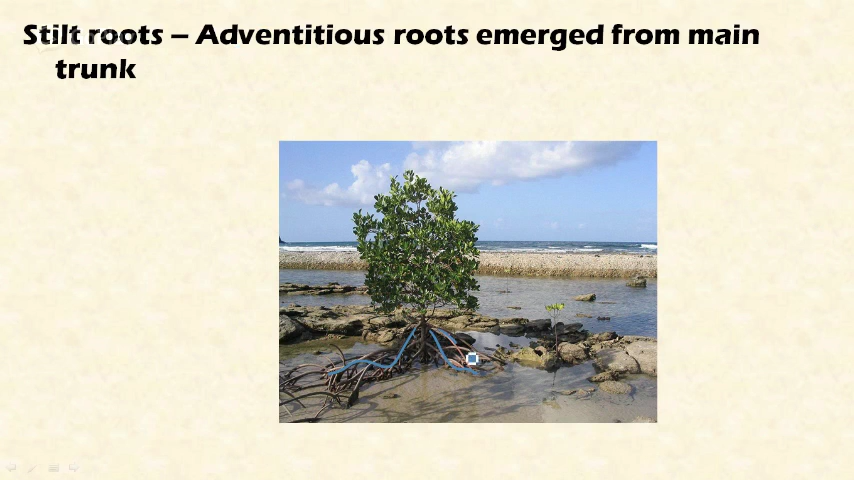 Stilt roots – Adventitious roots emerged from main
trunk